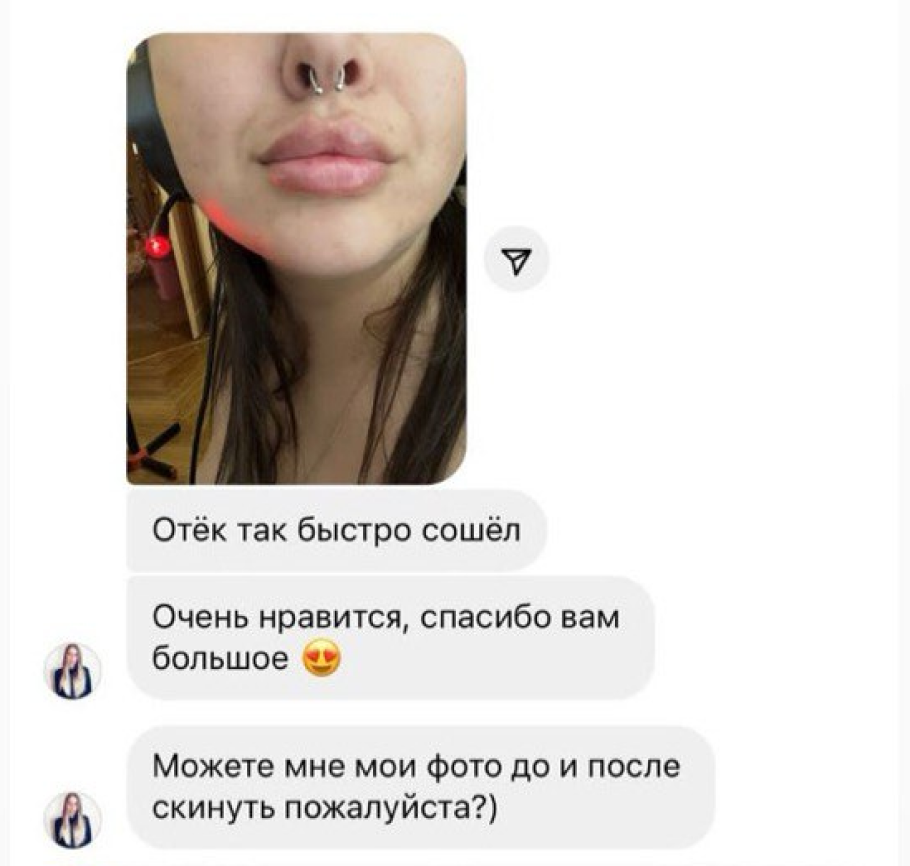 Отёк так быстро сошёл
Очень нравится, спасибо вам
большое 😍
Можете мне мои фото до и после
скинуть пожалуйста?)